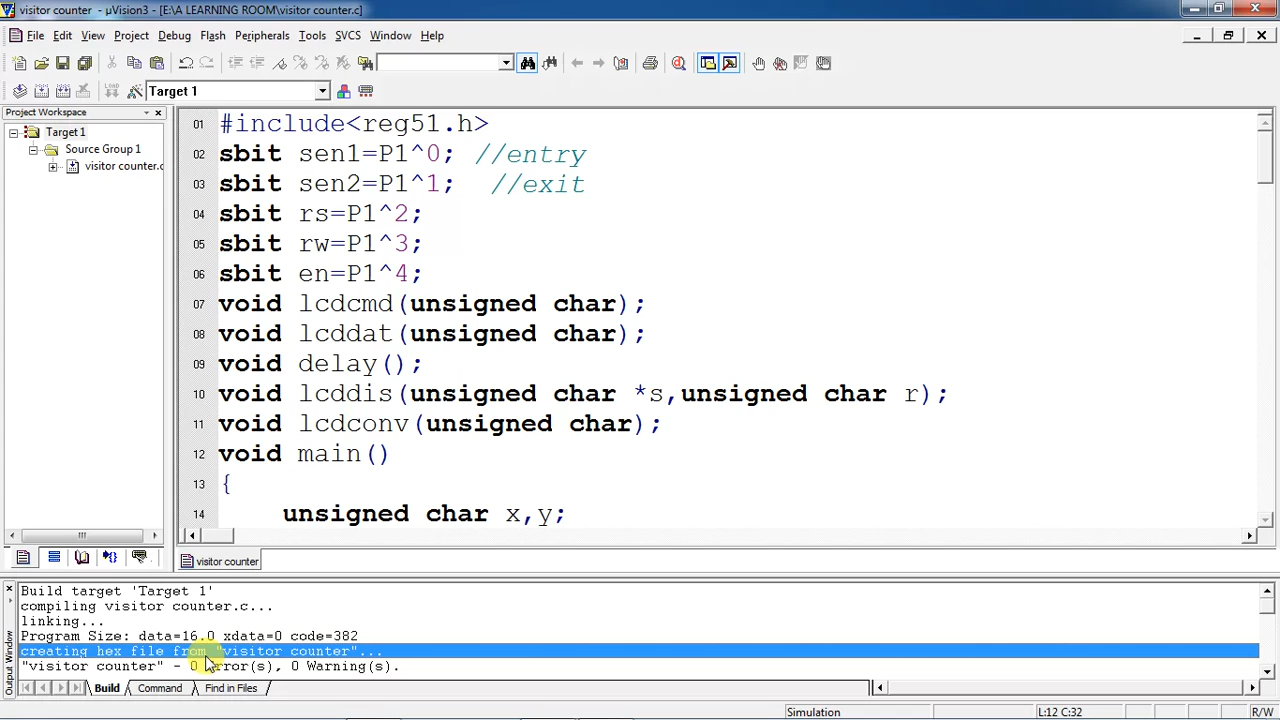 visitor counter - µVision3 - [E:\A LEARNING ROOM\visitor counter.c]
File Edit View Project Debug Flash Peripherals Tools SVCS Window Help
LOAD Target 1
Project Workspace
Target 1
Source Group 1
visitor counter.c
01 #include<reg51.h>
02 sbit sen1=P1^0; //entry
03 sbit sen2=P1^1; //exit
04 sbit rs=P1^2;
05 sbit rw=P1^3;
06 sbit en=P1^4;
07 void lcdcmd(unsigned char);
08 void lcddat(unsigned char);
09 void delay();
10 void lcddis(unsigned char *s,unsigned char r);
11 void lcdconv(unsigned char);
12 void main()
13 {
14 unsigned char x,y;
visitor counter
Output Window
Build target 'Target 1'
compiling visitor counter.c...
linking...
Program Size: data=16.0 xdata=0 code=382
creating hex file from "visitor counter"...
"visitor counter" - 0 Error(s), 0 Warning(s).
Build Command Find in Files
Simulation L:12 C:32 R/W